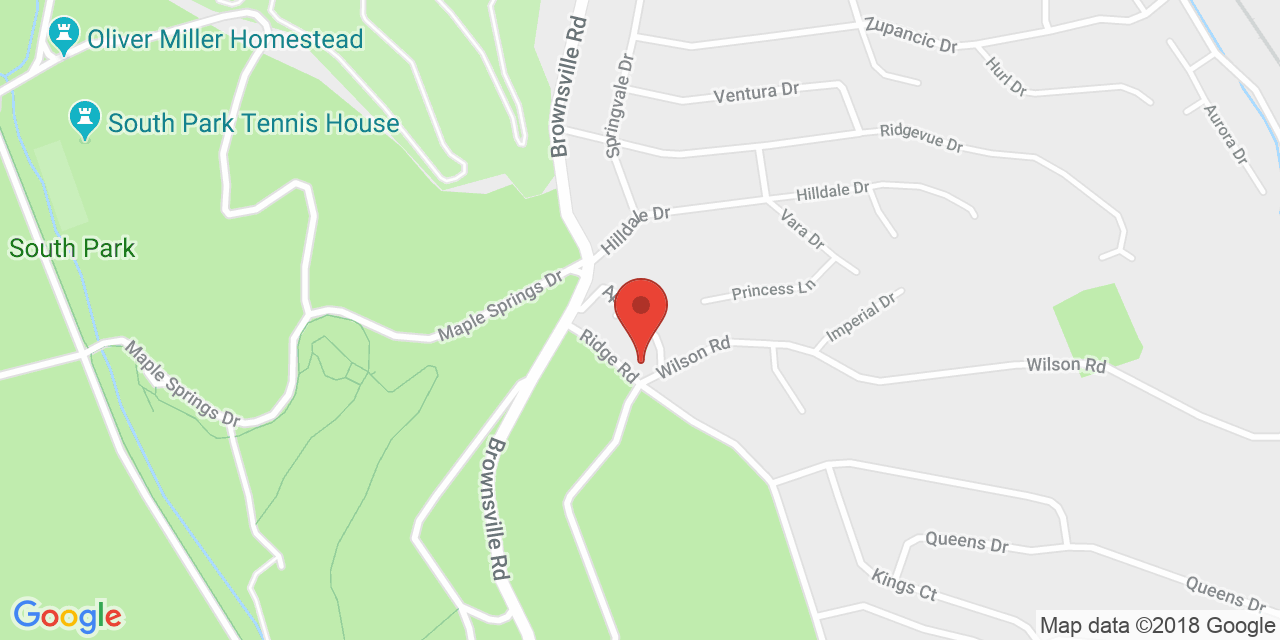 Oliver Miller Homestead
South Park Tennis House
South Park
Brownsville Rd
Springvale Dr
Zupancic Dr
Hurl Dr
Ventura Dr
Aurora Dr
Ridgevue Dr
Hilldale Dr
Hilldale Dr
Vara Dr
Princess Ln
Imperial Dr
Maple Springs Dr
Ridge Rd
Wilson Rd
Wilson Rd
Maple Springs Dr
Brownsville Rd
Queens Dr
Kings Ct
Queens Dr
Google
Map data ©2018 Google